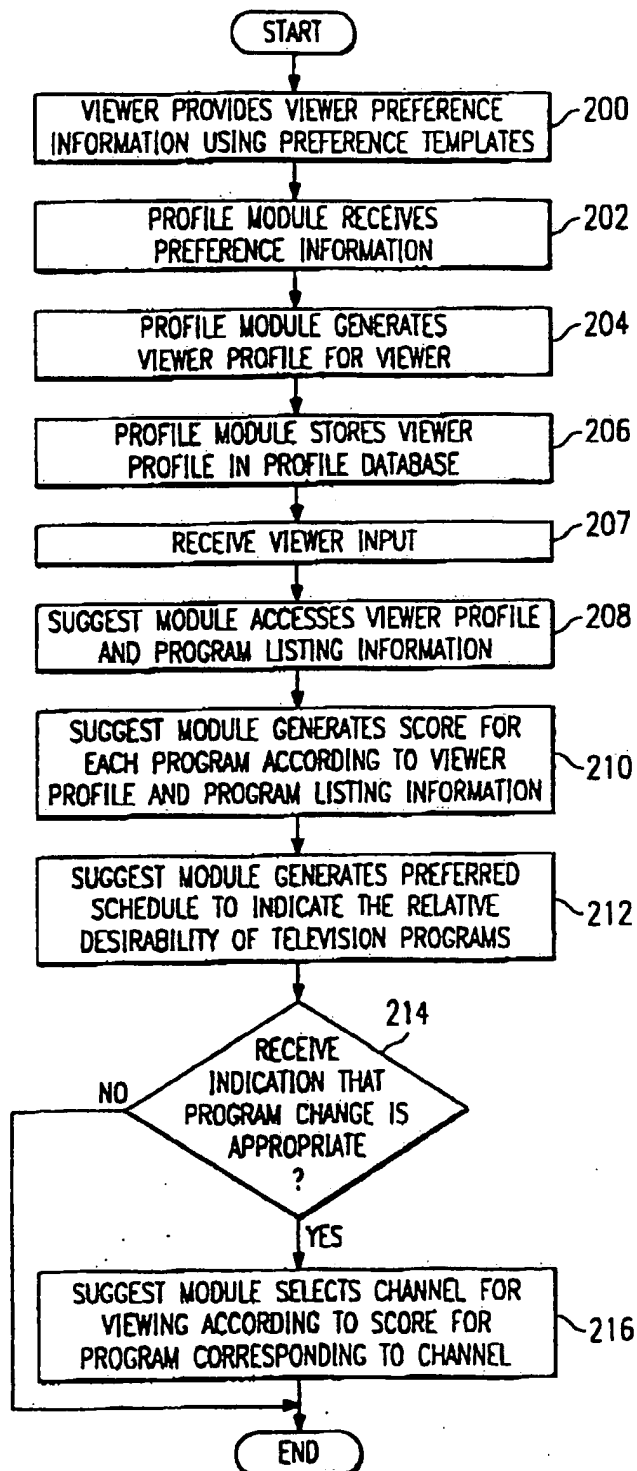 START
VIEWER PROVIDES VIEWER PREFERENCE
INFORMATION USING PREFERENCE TEMPLATES
200
PROFILE MODULE RECEIVES
PREFERENCE INFORMATION
202
PROFILE MODULE GENERATES
VIEWER PROFILE FOR VIEWER
204
PROFILE MODULE STORES VIEWER
PROFILE IN PROFILE DATABASE
206
RECEIVE VIEWER INPUT
207
SUGGEST MODULE ACCESSES VIEWER PROFILE
AND PROGRAM LISTING INFORMATION
208
SUGGEST MODULE GENERATES SCORE FOR
EACH PROGRAM ACCORDING TO VIEWER
PROFILE AND PROGRAM LISTING INFORMATION
210
SUGGEST MODULE GENERATES PREFERRED
SCHEDULE TO INDICATE THE RELATIVE
DESIRABILITY OF TELEVISION PROGRAMS
212
214
RECEIVE
INDICATION THAT
PROGRAM CHANGE IS
APPROPRIATE
?
NO
YES
SUGGEST MODULE SELECTS CHANNEL FOR
VIEWING ACCORDING TO SCORE FOR
PROGRAM CORRESPONDING TO CHANNEL
216
END